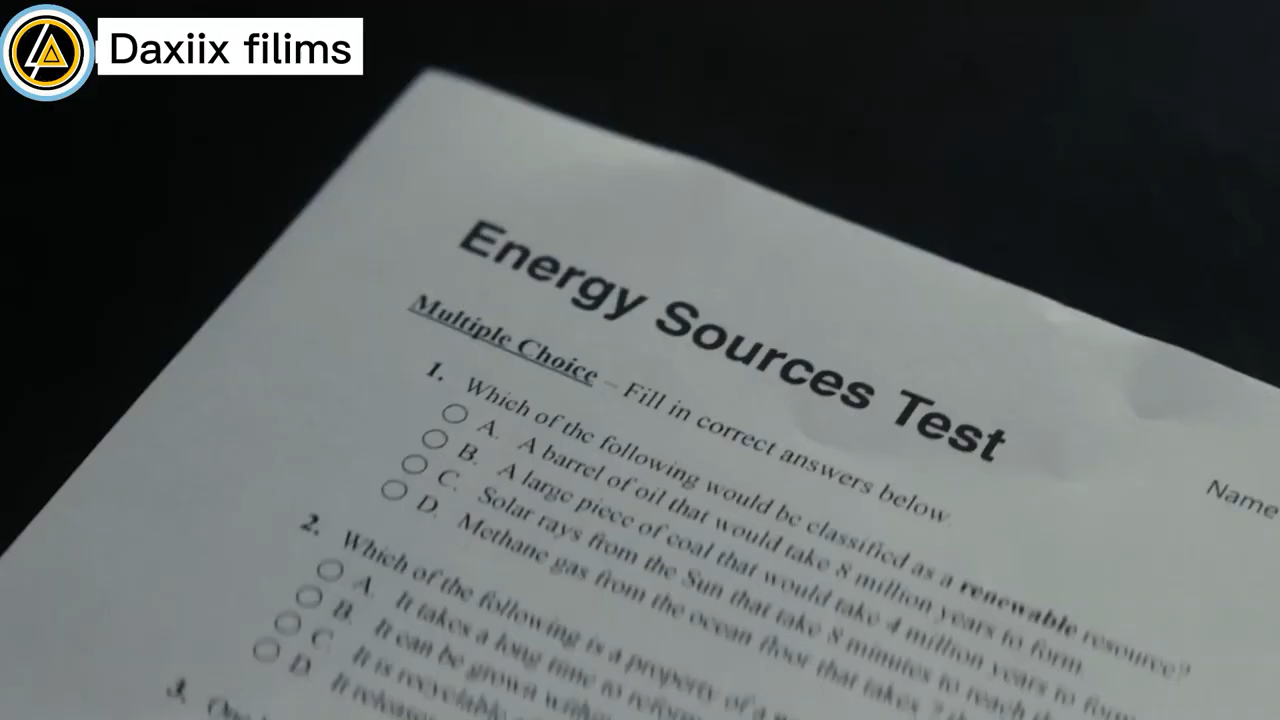 Daxiix filims
Energy Sources Test
Name
Multiple Choice – Fill in correct answers below
1. Which of the following would be classified as a renewable resource?
A. A barrel of oil that would take 8 million years to form.
B. A large piece of coal that would take 4 million years to form
C. Solar rays from the Sun that take 8 minutes to reach
D. Methane gas from the ocean floor that takes
2. Which of the following is a property of a
A. It takes a long time to reform
B. It can be grown
C. It is recyclable
D. It
3.